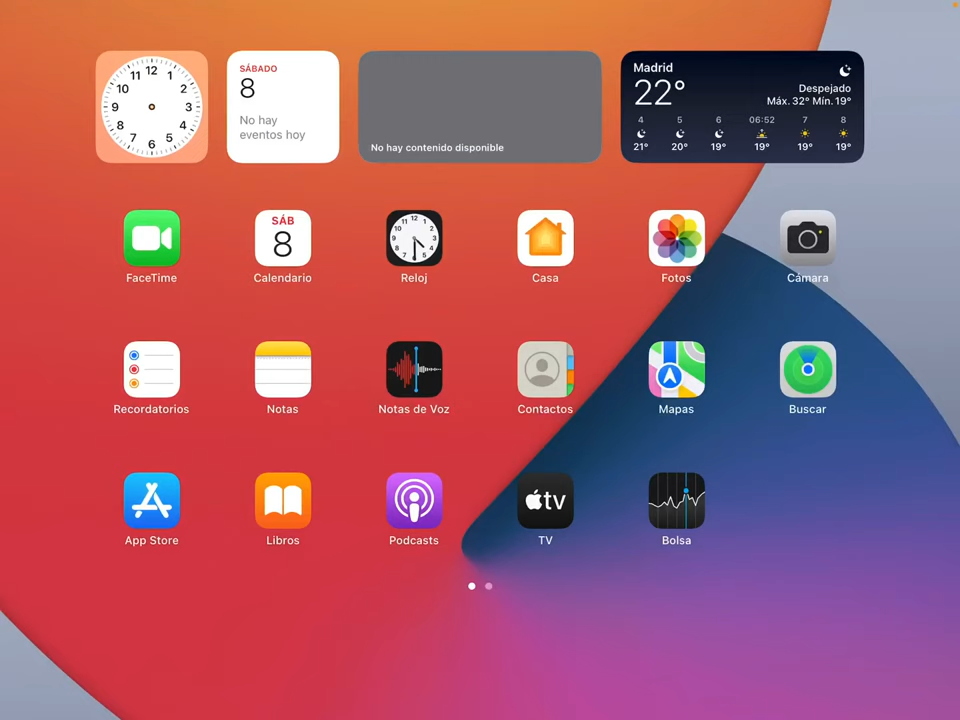 12
11 1
10 2
9 3
8 4
7 5
6
SÁBADO
8
No hay
eventos hoy
No hay contenido disponible
Madrid
22°
Despejado
Máx. 32° Mín. 19°
4 5 6 06:52 7 8
21° 20° 19° 19° 19° 19°
SÁB
8
tv
FaceTime Calendario Reloj Casa Fotos Cámara
Recordatorios Notas Notas de Voz Contactos Mapas Buscar
App Store Libros Podcasts TV Bolsa